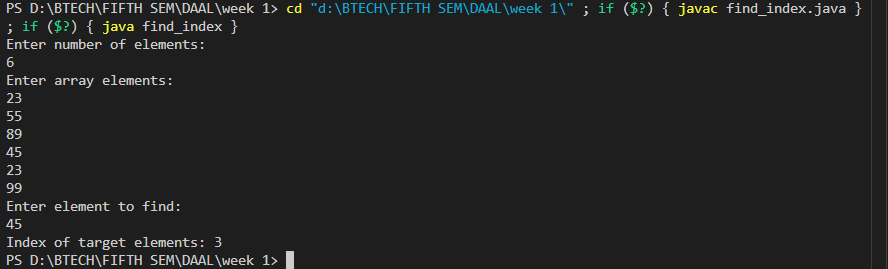 PS D:\BTECH\FIFTH SEM\DAAL\week 1> cd "d:\BTECH\FIFTH SEM\DAAL\week 1\" ; if ($?) { javac find_index.java }
; if ($?) { java find_index }
Enter number of elements:
6
Enter array elements:
23
55
89
45
23
99
Enter element to find:
45
Index of target elements: 3
PS D:\BTECH\FIFTH SEM\DAAL\week 1>